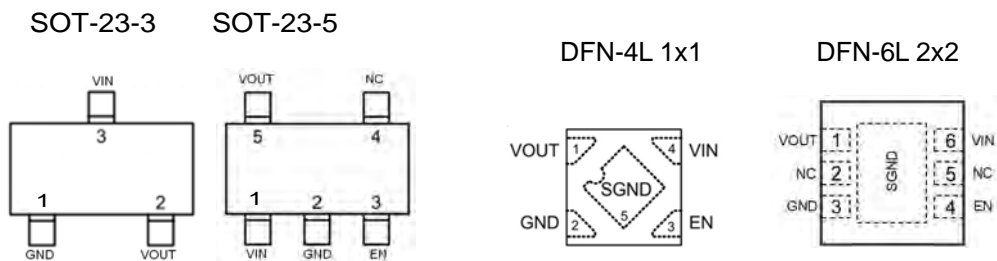 SOT-23-3 SOT-23-5
DFN-4L 1x1 DFN-6L 2x2
VIN
3
1 2
GND VOUT
VOUT NC
5 4
1 2 3
VIN GND EN
VOUT 1 4 VIN
SGND
GND 2 5 3 EN
VOUT 1 6 VIN
NC 2 5 NC
SGND
GND 3 4 EN